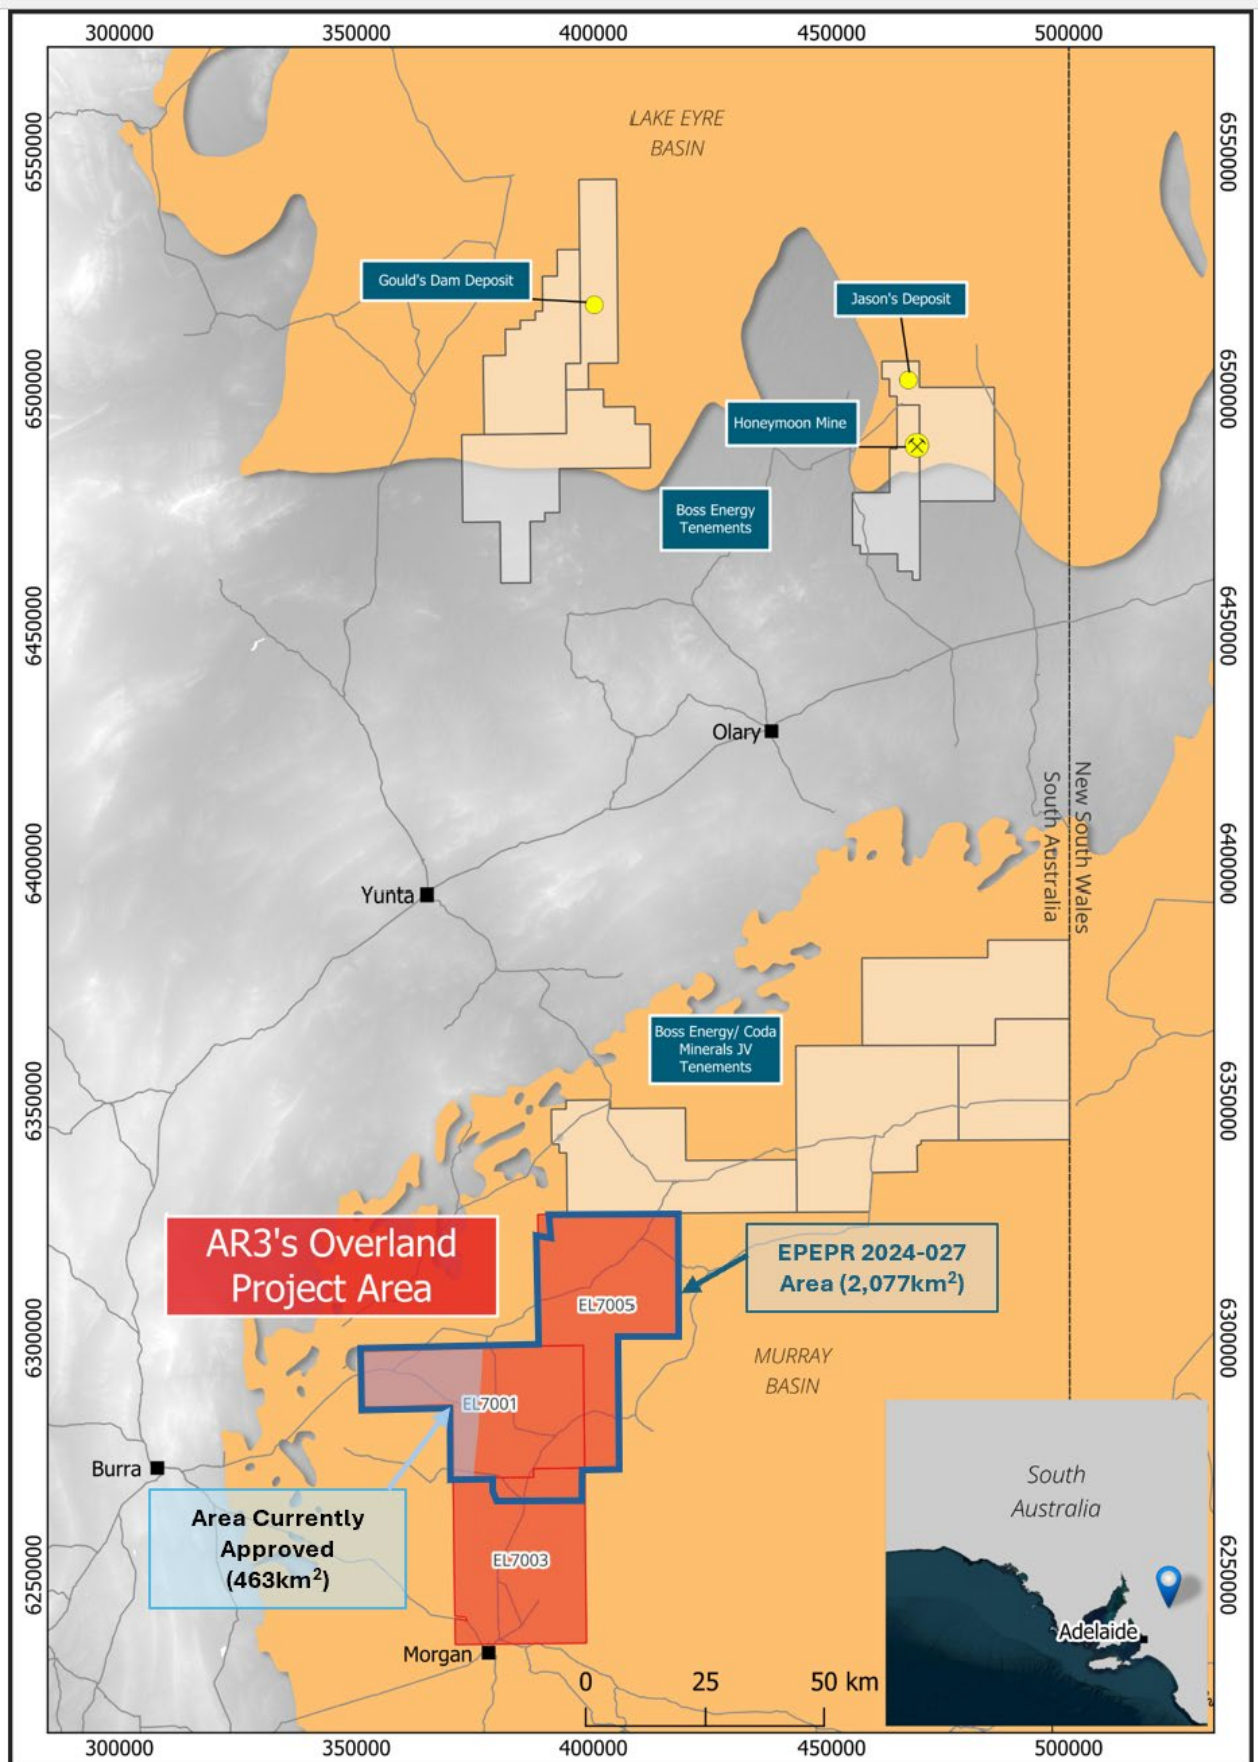 300000 350000 400000 450000 500000
6550000
6550000
LAKE EYRE
BASIN
Gould's Dam Deposit
Jason's Deposit
6500000
6500000
Honeymoon Mine
Boss Energy
Tenements
6450000
6450000
Olary
New South Wales
South Australia
6400000
6400000
Yunta
Boss Energy/ Coda
Minerals JV
Tenements
6350000
6350000
AR3's Overland
Project Area
EPEPR 2024-027
Area (2,077km²)
EL7005
6300000
6300000
MURRAY
BASIN
EL7001
Burra
South
Australia
Area Currently
Approved
(463km²)
EL7003
6250000
6250000
Adelaide
Morgan
0 25 50 km
300000 350000 400000 450000 500000